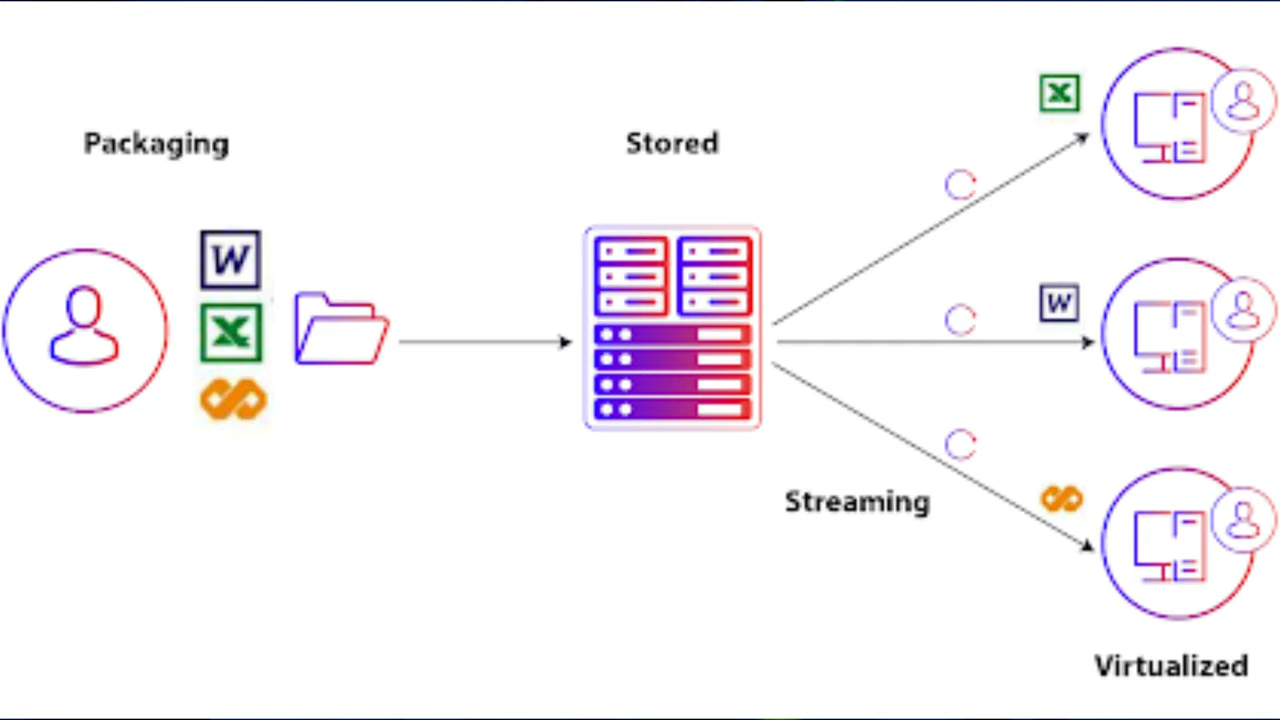 Packaging
Stored
W
W
Streaming
Virtualized